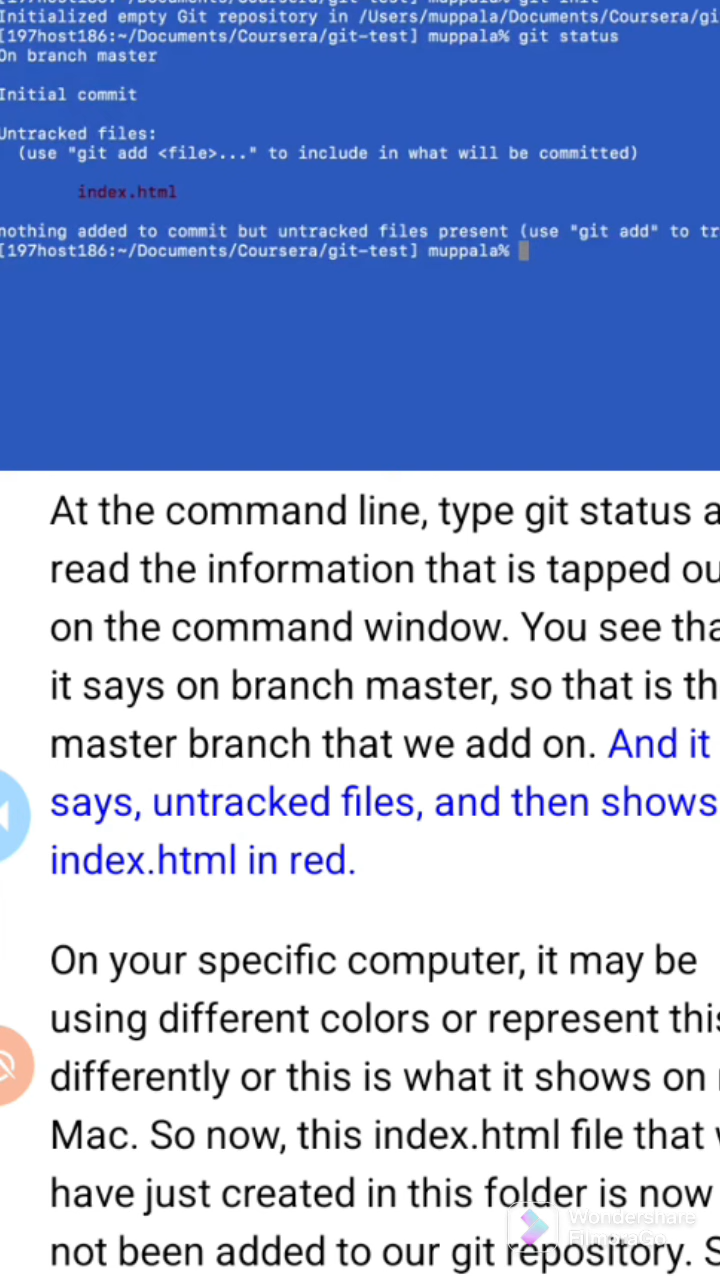 Initialized empty Git repository in /Users/muppala/Documents/Coursera/gi
[197host186:~/Documents/Coursera/git-test] muppala% git status
On branch master
Initial commit
Untracked files:
(use "git add <file>..." to include in what will be committed)
index.html
nothing added to commit but untracked files present (use "git add" to tr
[197host186:~/Documents/Coursera/git-test] muppala%
At the command line, type git status a
read the information that is tapped ou
on the command window. You see tha
it says on branch master, so that is th
master branch that we add on. And it
says, untracked files, and then shows
index.html in red.
On your specific computer, it may be
using different colors or represent this
differently or this is what it shows on
Mac. So now, this index.html file that
have just created in this folder is now
not been added to our git repository. S
Wondershare
FilmoraGo